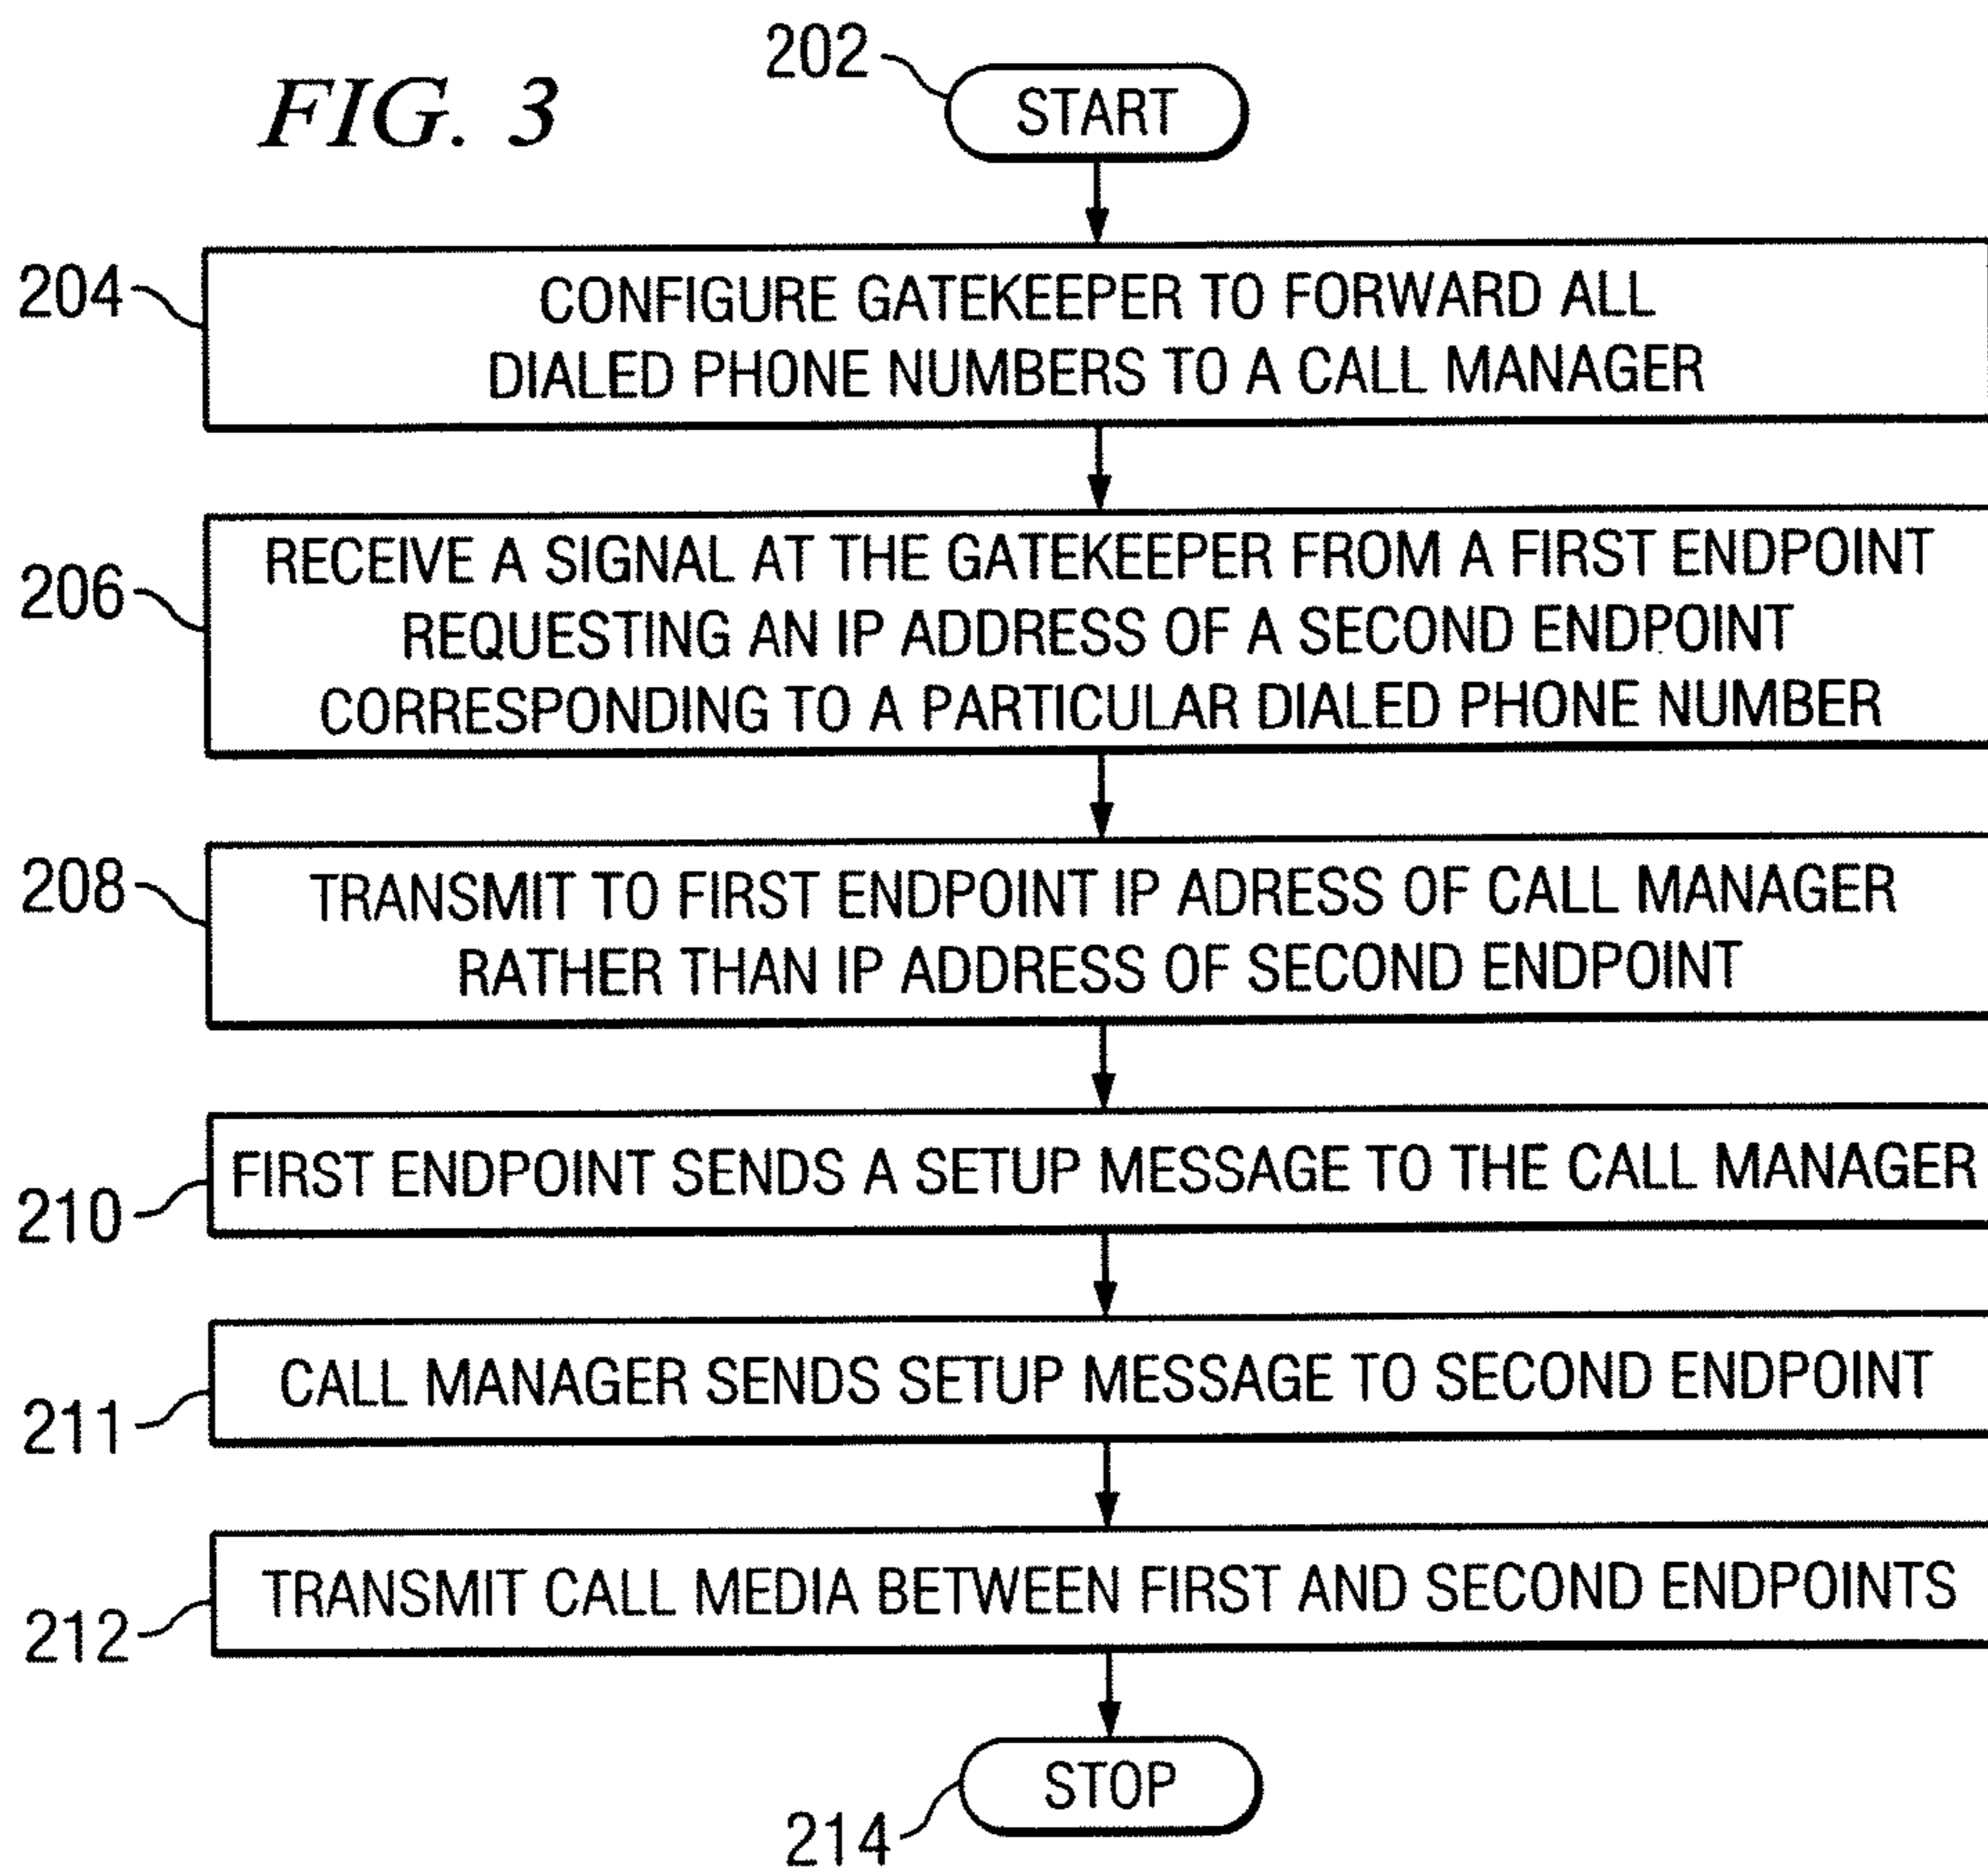 FIG. 3
202
START
204
CONFIGURE GATEKEEPER TO FORWARD ALL
DIALED PHONE NUMBERS TO A CALL MANAGER
206
RECEIVE A SIGNAL AT THE GATEKEEPER FROM A FIRST ENDPOINT
REQUESTING AN IP ADDRESS OF A SECOND ENDPOINT
CORRESPONDING TO A PARTICULAR DIALED PHONE NUMBER
208
TRANSMIT TO FIRST ENDPOINT IP ADRESS OF CALL MANAGER
RATHER THAN IP ADDRESS OF SECOND ENDPOINT
210
FIRST ENDPOINT SENDS A SETUP MESSAGE TO THE CALL MANAGER
211
CALL MANAGER SENDS SETUP MESSAGE TO SECOND ENDPOINT
212
TRANSMIT CALL MEDIA BETWEEN FIRST AND SECOND ENDPOINTS
214
STOP